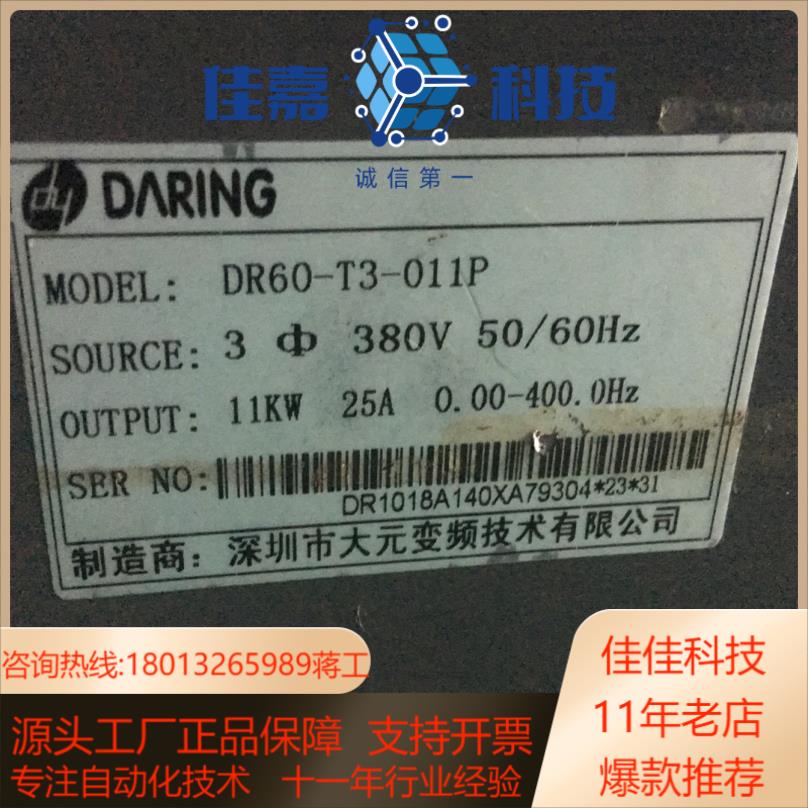 佳嘉 科技
诚信第一
dy DARING
MODEL: DR60-T3-011P
SOURCE: 3 Ф 380V 50/60Hz
OUTPUT: 11KW 25A 0.00-400.0Hz
SER NO:
DR1018A140XA79304*23*31
制造商: 深圳市大元变频技术有限公司
咨询热线:18013265989蒋工
源头工厂正品保障 支持开票
专注自动化技术 十一年行业经验
佳佳科技
11年老店
爆款推荐